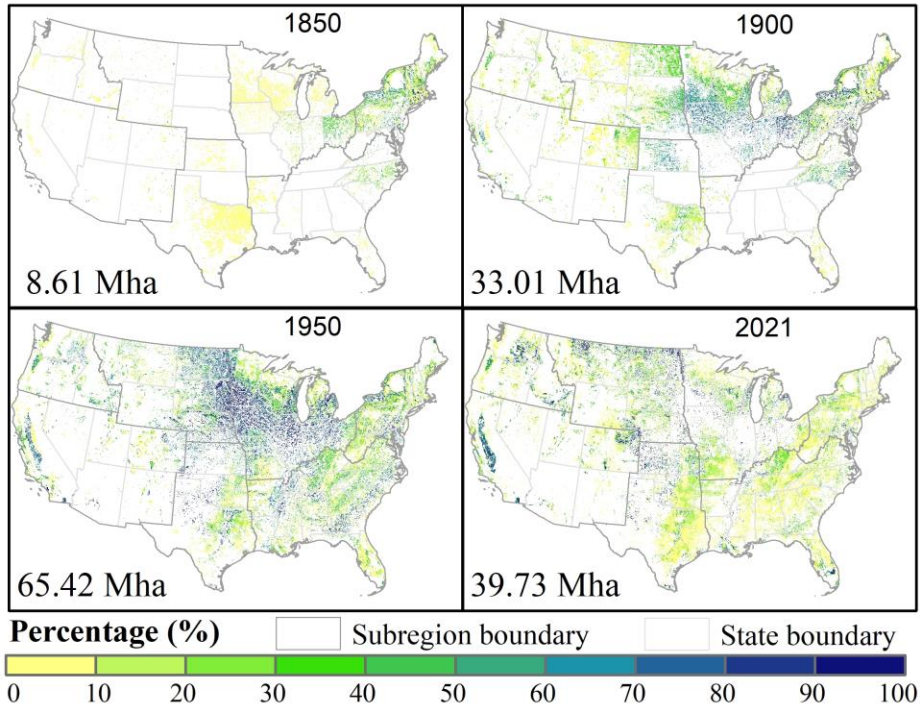 1850
1900
8.61 Mha
33.01 Mha
1950
2021
65.42 Mha
39.73 Mha
Percentage (%) Subregion boundary State boundary
0 10 20 30 40 50 60 70 80 90 100